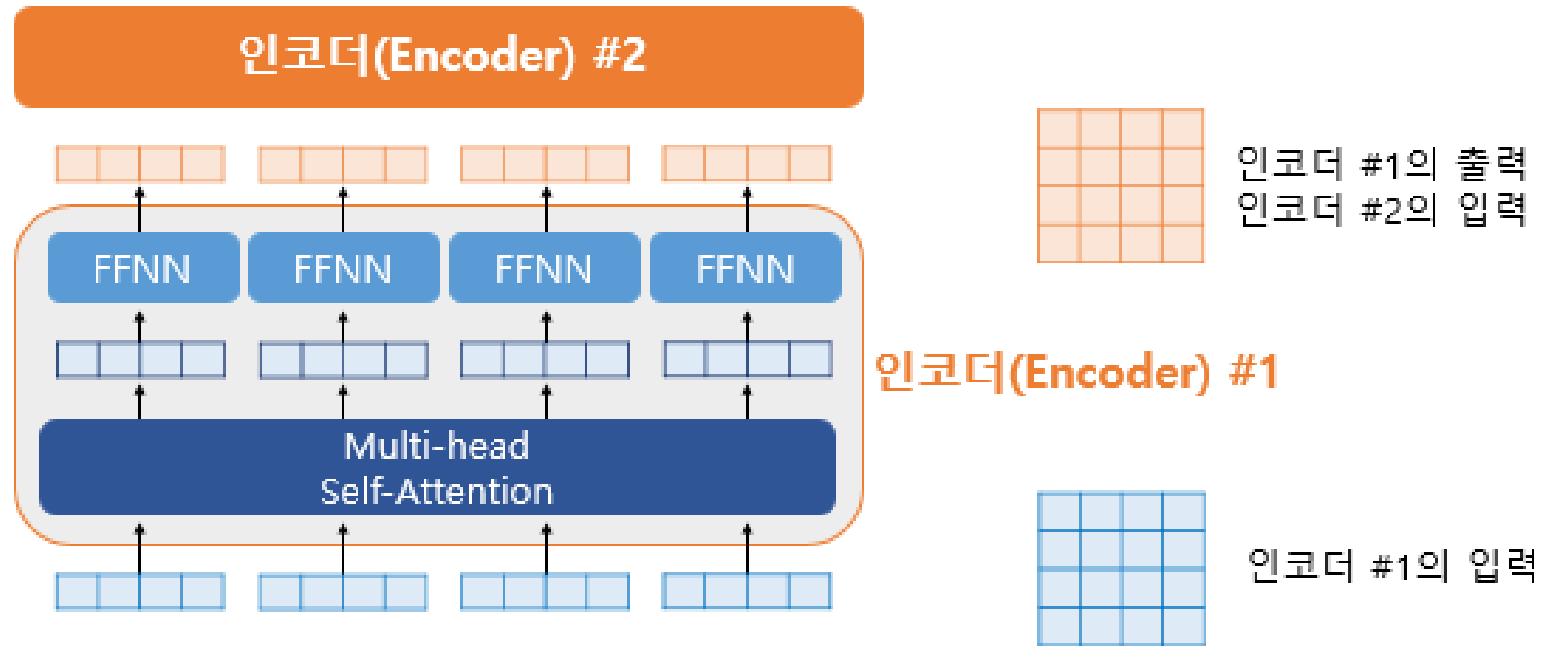 인코더(Encoder) #2
인코더 #1의 출력
인코더 #2의 입력
FFNN
FFNN
FFNN
FFNN
인코더(Encoder) #1
Multi-head
Self-Attention
인코더 #1의 입력